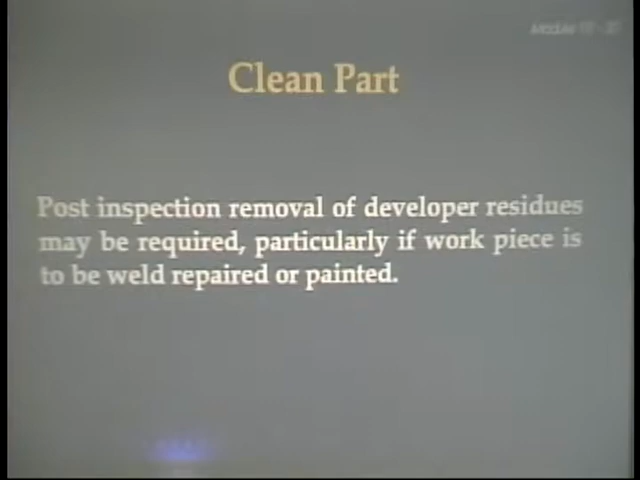 Clean Part
Post inspection removal of developer residues
may be required, particularly if work piece is
to be weld repaired or painted.